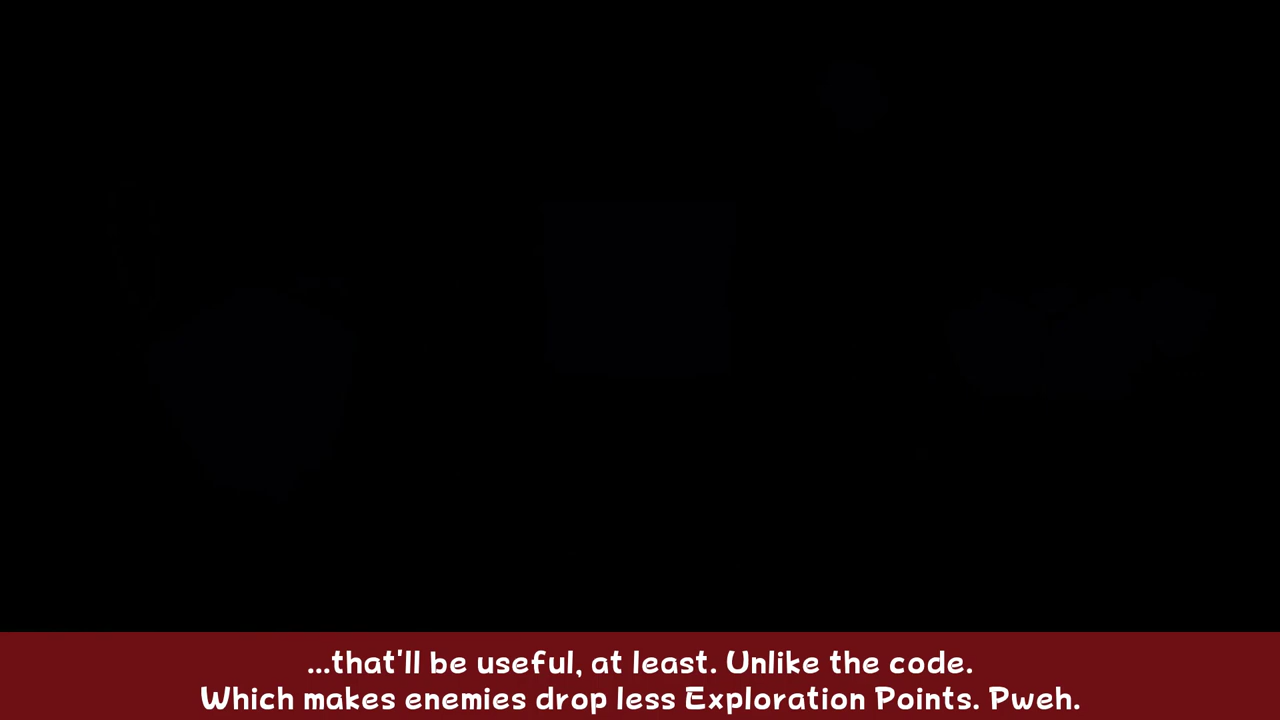 ...that'll be useful, at least. Unlike the code.
Which makes enemies drop less Exploration Points. Pweh.